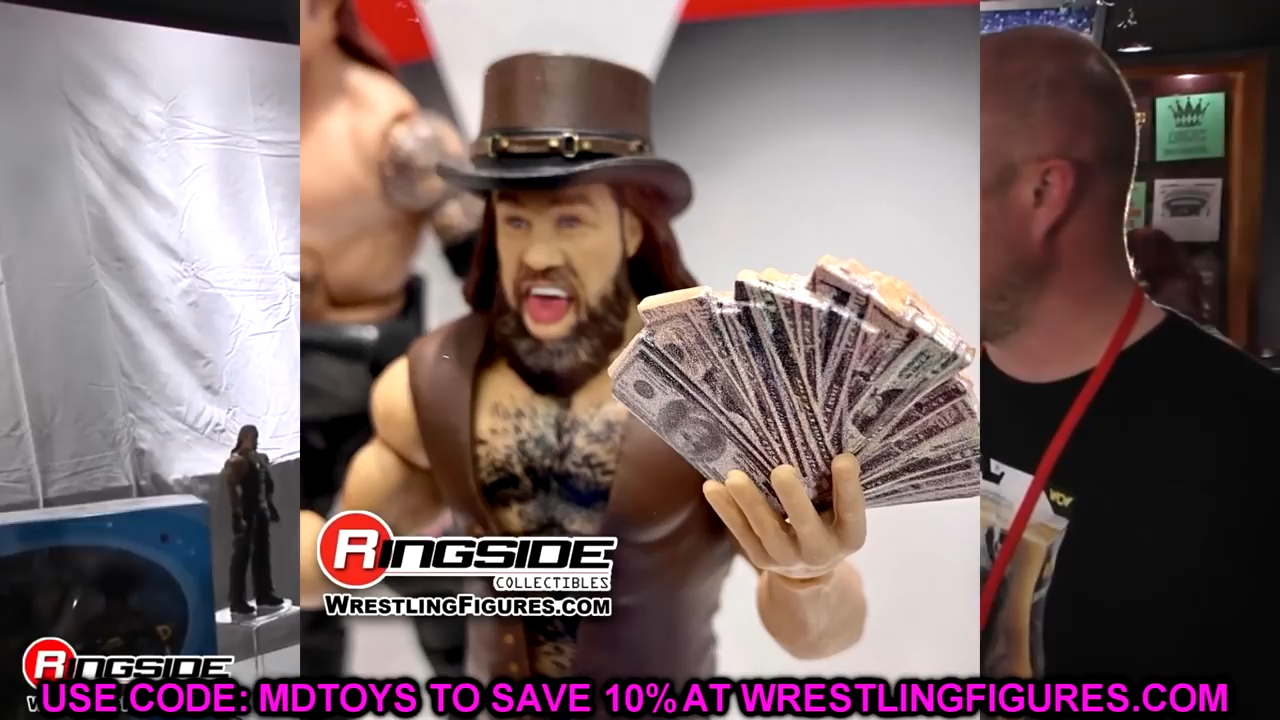 RINGSIDE
COLLECTIBLES
WRESTLINGFIGURES.COM
RINGSIDE
USE CODE: MDTOYS TO SAVE 10% AT WRESTLINGFIGURES.COM